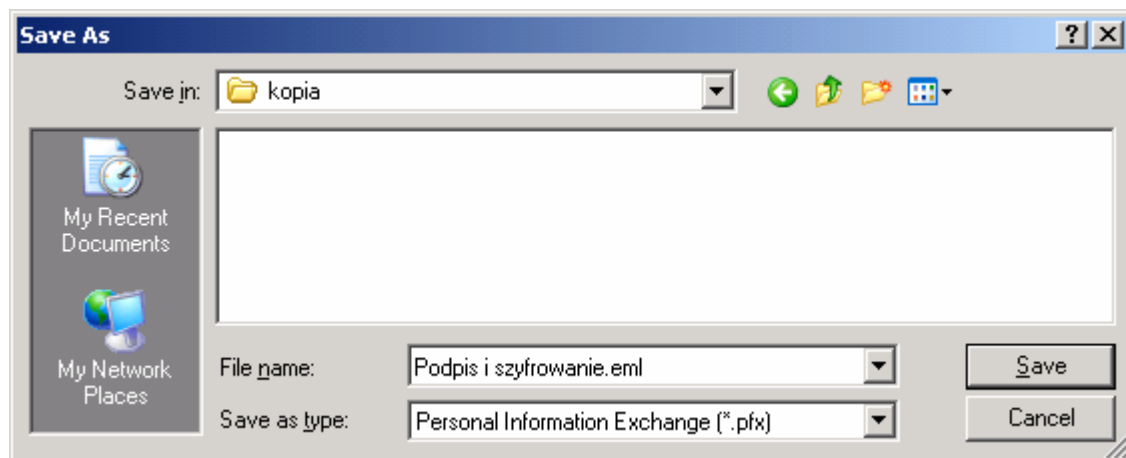 Save As
Save in:
kopia
My Recent
Documents
My Network
Places
File name:
Podpis i szyfrowanie.eml
Save
Save as type:
Personal Information Exchange (*.pfx)
Cancel